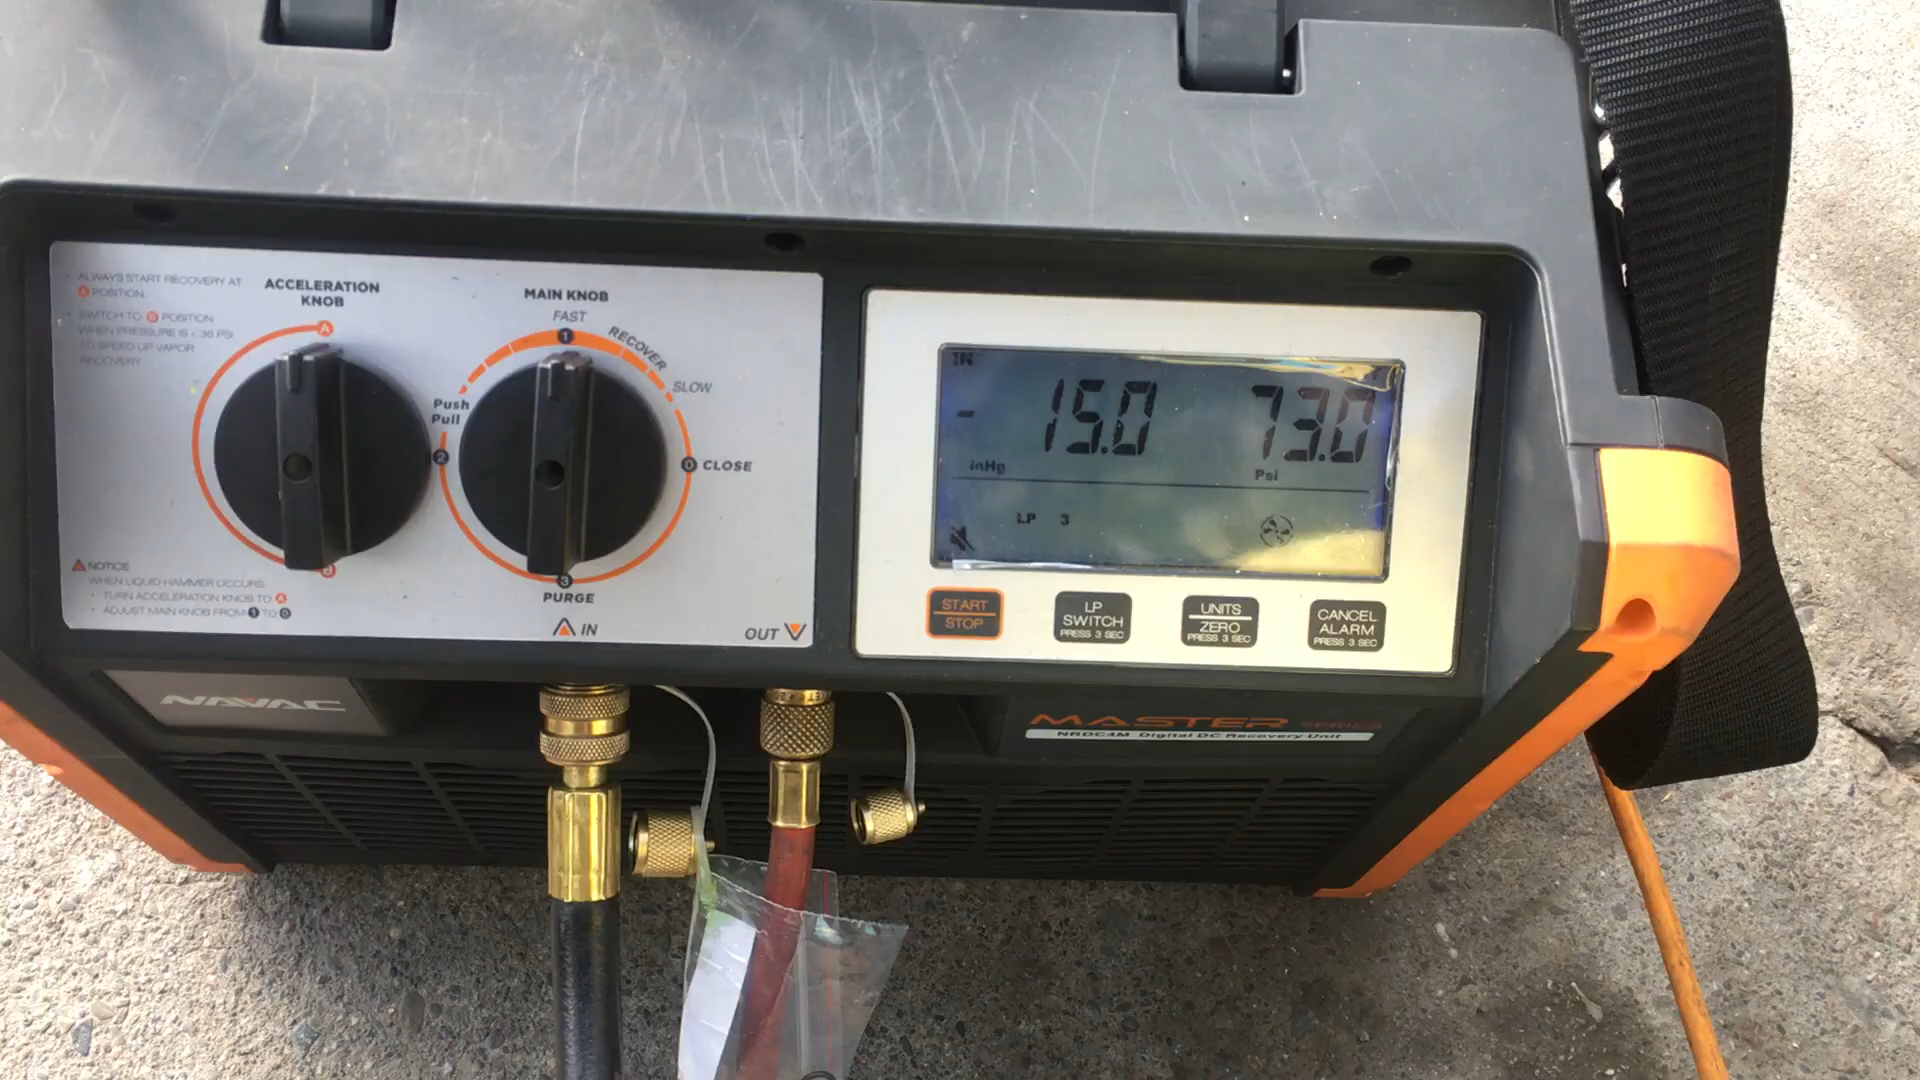 ALWAYS START RECOVERY AT
A POSITION.
SWITCH TO B POSITION
WHEN PRESSURE IS < 36 PSI
TO SPEED UP VAPOR
RECOVERY
ACCELERATION
KNOB
A
B
NOTICE
WHEN LIQUID HAMMER OCCURS:
• TURN ACCELERATION KNOB TO A
• ADJUST MAIN KNOB FROM 1 TO 0
MAIN KNOB
FAST
1
RECOVER
SLOW
Push
Pull
2
0 CLOSE
3
PURGE
IN
OUT
IN
- 15.0 73.0
inHg Psi
LP 3
START
STOP
LP
SWITCH
PRESS 3 SEC
UNITS
ZERO
PRESS 3 SEC
CANCEL
ALARM
PRESS 3 SEC
NAVAC
MASTER SERIES
NRDC4M Digital DC Recovery Unit